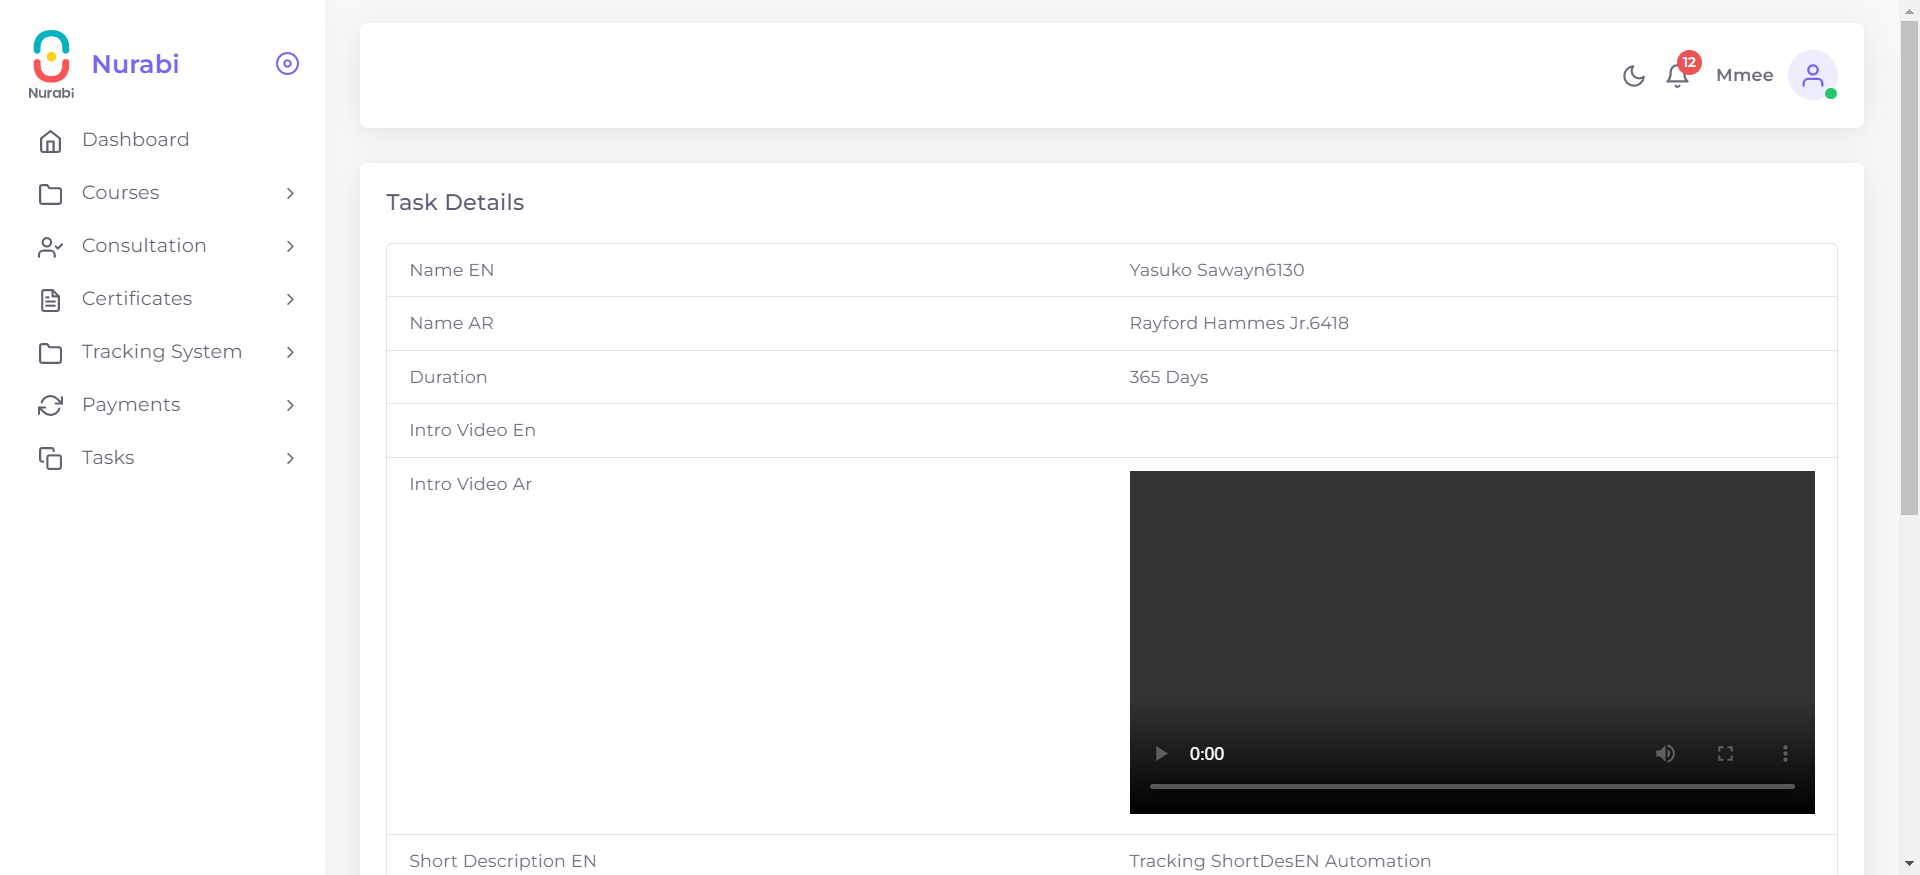 Nurabi
Nurabi
Dashboard
Courses
Consultation
Certificates
Tracking System
Payments
Tasks
12
Mmee
Task Details
Name EN Yasuko Sawayn6130
Name AR Rayford Hammes Jr.6418
Duration 365 Days
Intro Video En
Intro Video Ar
0:00
Short Description EN Tracking ShortDesEN Automation